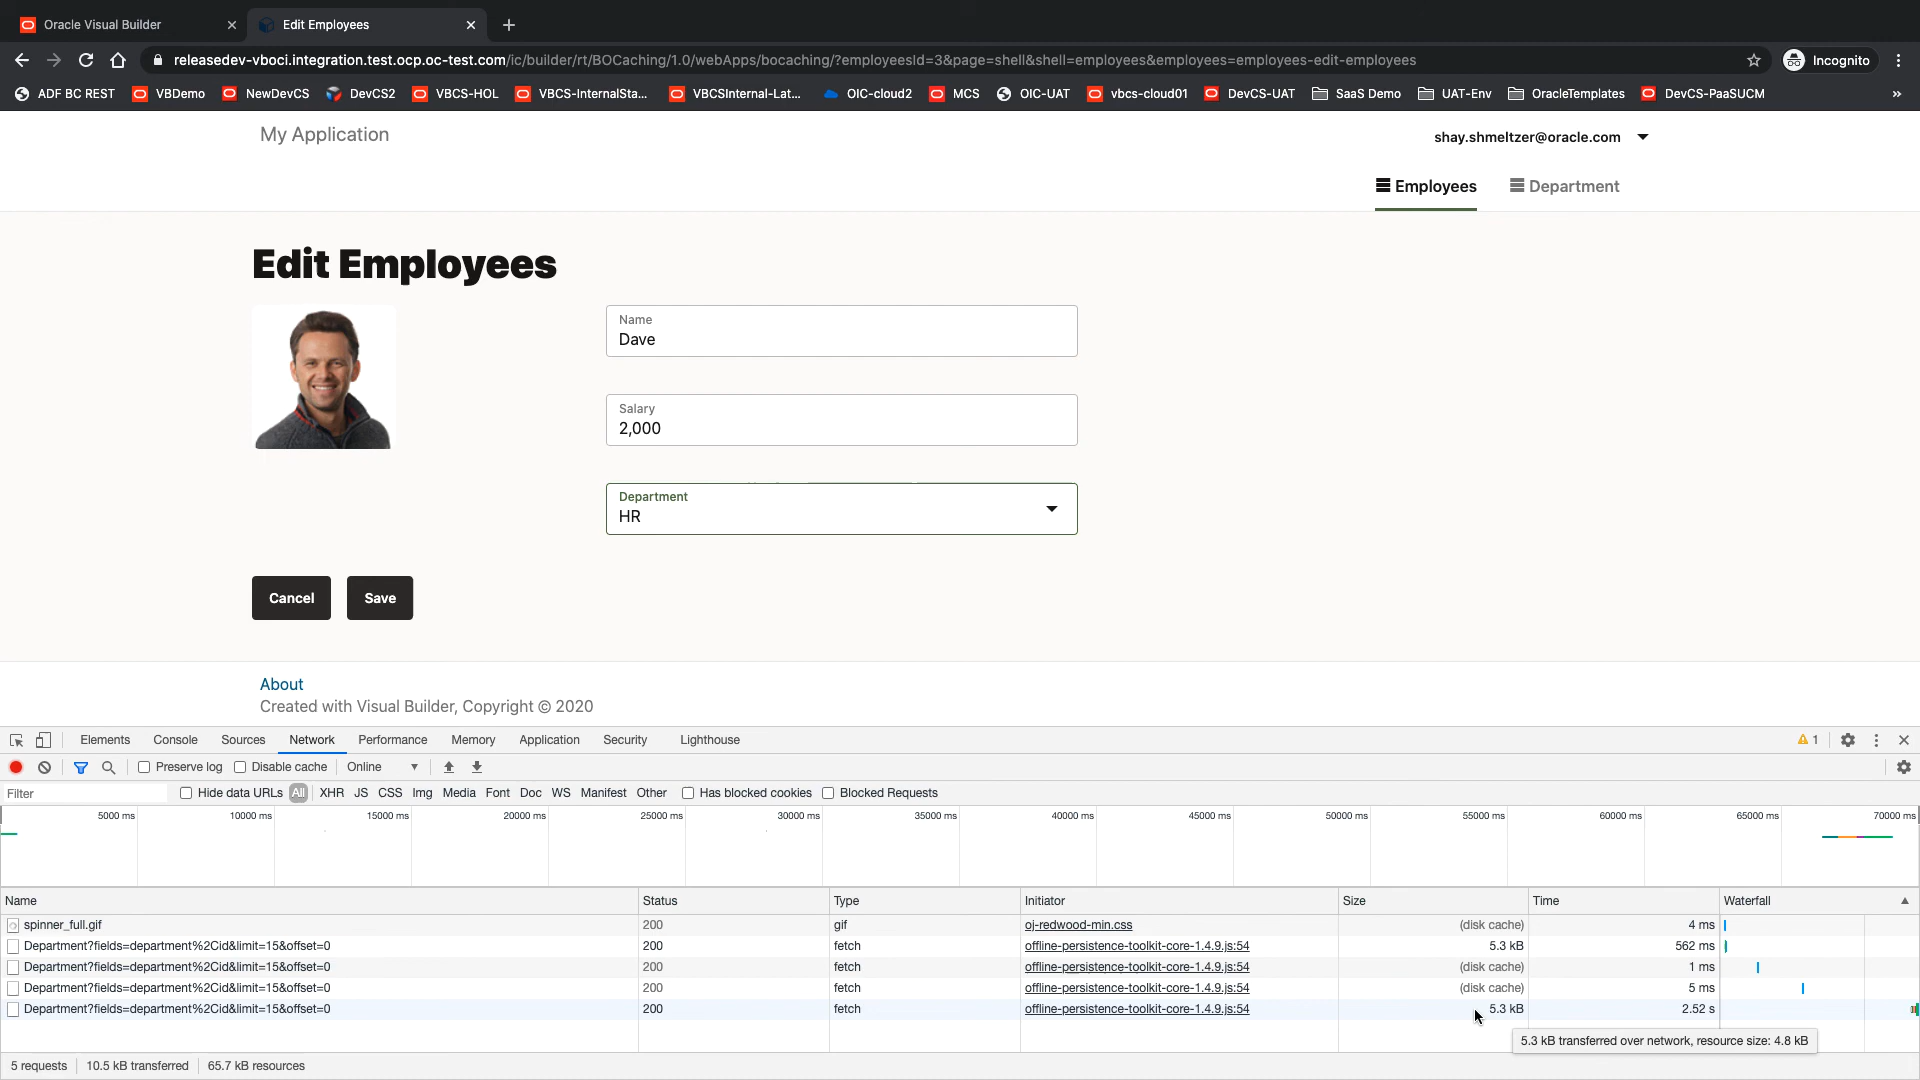 Oracle Visual Builder
Edit Employees
releasedev-vboci.integration.test.ocp.oc-test.com/ic/builder/rt/BOCaching/1.0/webApps/bocaching/?employeesId=3&page=shell&shell=employees&employees=employees-edit-employees
Incognito
ADF BC REST VBDemo NewDevCS DevCS2 VBCS-HOL VBCS-InternalSta... VBCSInternal-Lat... OIC-cloud2 MCS OIC-UAT vbcs-cloud01 DevCS-UAT SaaS Demo UAT-Env OracleTemplates DevCS-PaaSUCM »
My Application
shay.shmeltzer@oracle.com
Employees Department
Edit Employees
Name
Dave
Salary
2,000
Department
HR
Cancel Save
About
Created with Visual Builder, Copyright © 2020
Elements Console Sources Network Performance Memory Application Security Lighthouse 1
Preserve log Disable cache Online
Filter Hide data URLs All XHR JS CSS Img Media Font Doc WS Manifest Other Has blocked cookies Blocked Requests
5000 ms 10000 ms 15000 ms 20000 ms 25000 ms 30000 ms 35000 ms 40000 ms 45000 ms 50000 ms 55000 ms 60000 ms 65000 ms 70000 ms
Name Status Type Initiator Size Time Waterfall
spinner_full.gif 200 gif oj-redwood-min.css (disk cache) 4 ms
Department?fields=department%2Cid&limit=15&offset=0 200 fetch offline-persistence-toolkit-core-1.4.9.js:54 5.3 kB 562 ms
Department?fields=department%2Cid&limit=15&offset=0 200 fetch offline-persistence-toolkit-core-1.4.9.js:54 (disk cache) 1 ms
Department?fields=department%2Cid&limit=15&offset=0 200 fetch offline-persistence-toolkit-core-1.4.9.js:54 (disk cache) 5 ms
Department?fields=department%2Cid&limit=15&offset=0 200 fetch offline-persistence-toolkit-core-1.4.9.js:54 5.3 kB 2.52 s
5.3 kB transferred over network, resource size: 4.8 kB
5 requests 10.5 kB transferred 65.7 kB resources